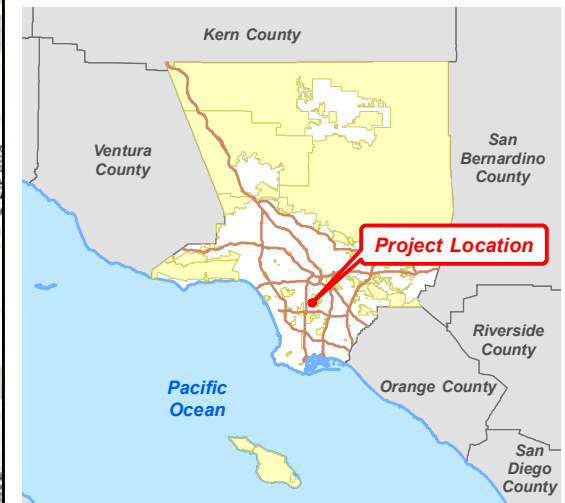 Kern County
Ventura
County
San
Bernardino
County
Project Location
Riverside
County
Orange County
Pacific
Ocean
San
Diego
County